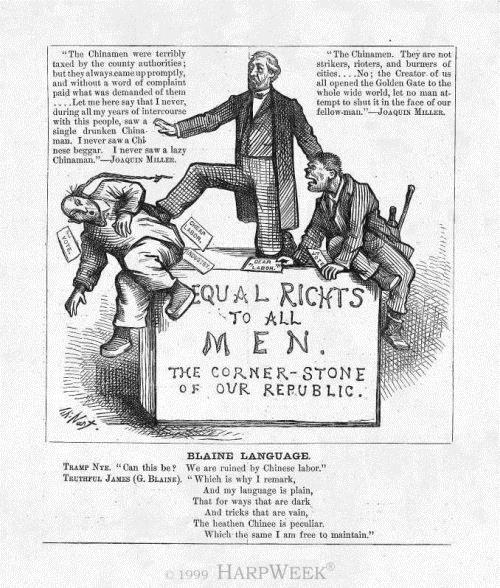 "The Chinamen were terribly
taxed by the county authorities;
but they always came up promptly,
and without a word of complaint
paid what was demanded of them
....Let me here say that I never,
during all my years of intercourse
with this people, saw a
single drunken China-
man. I never saw a Chi-
nese beggar. I never saw a lazy
Chinaman."—JOAQUIN MILLER.
"The Chinamen. They are not
strikers, rioters, and burners of
cities....No; the Creator of us
all opened the Golden Gate to the
whole wide world, let no man at-
tempt to shut it in the face of our
fellow-man."—JOAQUIN MILLER.
VOTE.
CHEAP
LABOR.
INDUSTRY
DEAR
LABOR.
EQUAL RIGHTS
TO ALL
MEN.
THE CORNER-STONE
OF OUR REPUBLIC.
Th. Nast.
BLAINE LANGUAGE.
TRAMP NYE. "Can this be? We are ruined by Chinese labor."
TRUTHFUL JAMES (G. BLAINE). "Which is why I remark,
And my language is plain,
That for ways that are dark
And tricks that are vain,
The heathen Chinee is peculiar.
Which the same I am free to maintain."
© 1999 HARPWEEK®